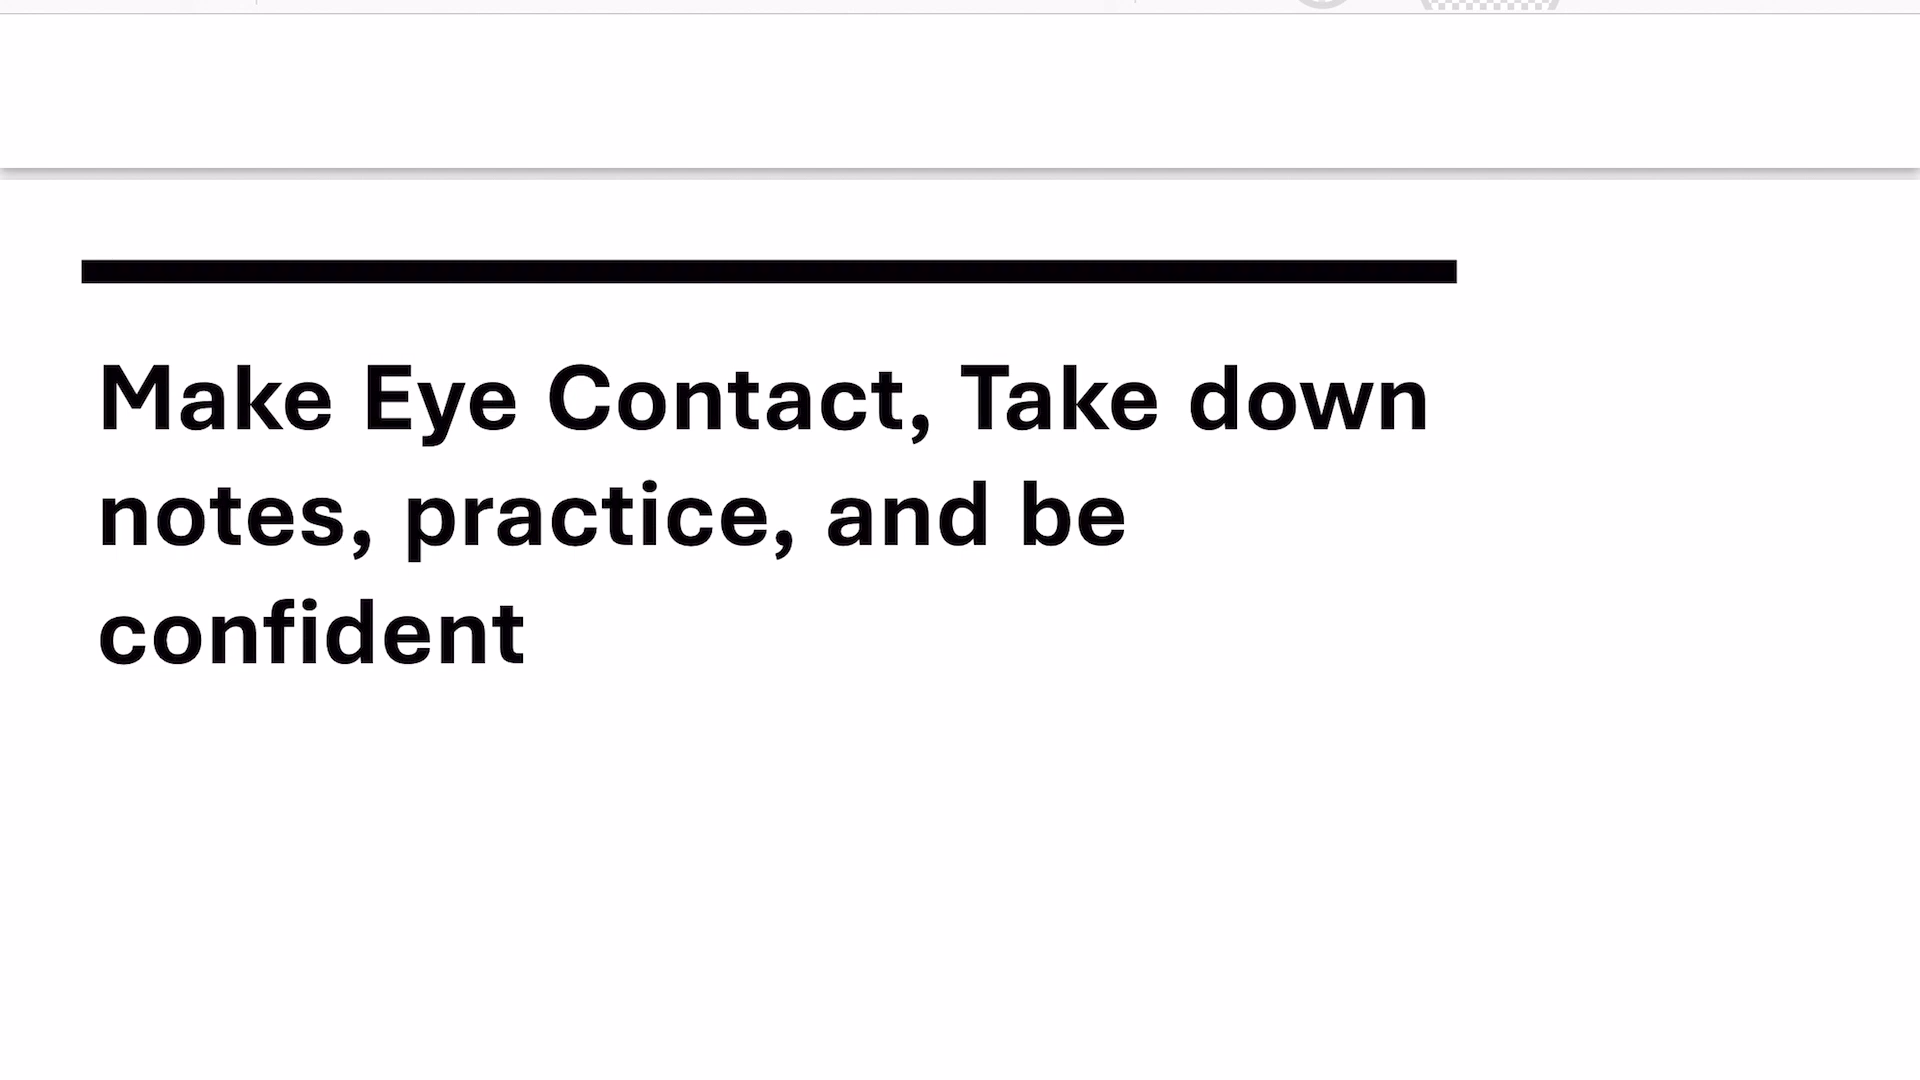 Make Eye Contact, Take down
notes, practice, and be
confident